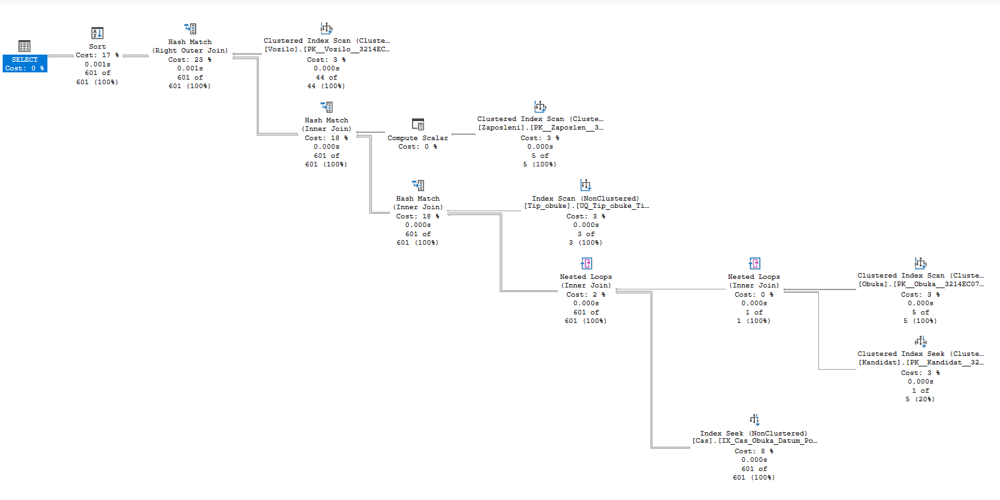 SELECT
Cost: 0 %
Sort
Cost: 17 %
0.001s
601 of
601 (100%)
Hash Match
(Right Outer Join)
Cost: 23 %
0.001s
601 of
601 (100%)
Clustered Index Scan (Cluste…
[Vozilo].[PK__Vozilo__3214EC…
Cost: 3 %
0.000s
44 of
44 (100%)
Hash Match
(Inner Join)
Cost: 18 %
0.000s
601 of
601 (100%)
Compute Scalar
Cost: 0 %
Clustered Index Scan (Cluste…
[Zaposleni].[PK__Zaposlen__3…
Cost: 3 %
0.000s
5 of
5 (100%)
Hash Match
(Inner Join)
Cost: 18 %
0.000s
601 of
601 (100%)
Index Scan (NonClustered)
[Tip_obuke].[UQ_Tip_obuke_Ti…
Cost: 3 %
0.000s
3 of
3 (100%)
Nested Loops
(Inner Join)
Cost: 2 %
0.000s
601 of
601 (100%)
Nested Loops
(Inner Join)
Cost: 0 %
0.000s
1 of
1 (100%)
Clustered Index Scan (Cluste…
[Obuka].[PK__Obuka__3214EC07…
Cost: 3 %
0.000s
5 of
5 (100%)
Clustered Index Seek (Cluste…
[Kandidat].[PK__Kandidat__32…
Cost: 3 %
0.000s
1 of
5 (20%)
Index Seek (NonClustered)
[Cas].[IX_Cas_Obuka_Datum_Po…
Cost: 8 %
0.000s
601 of
601 (100%)